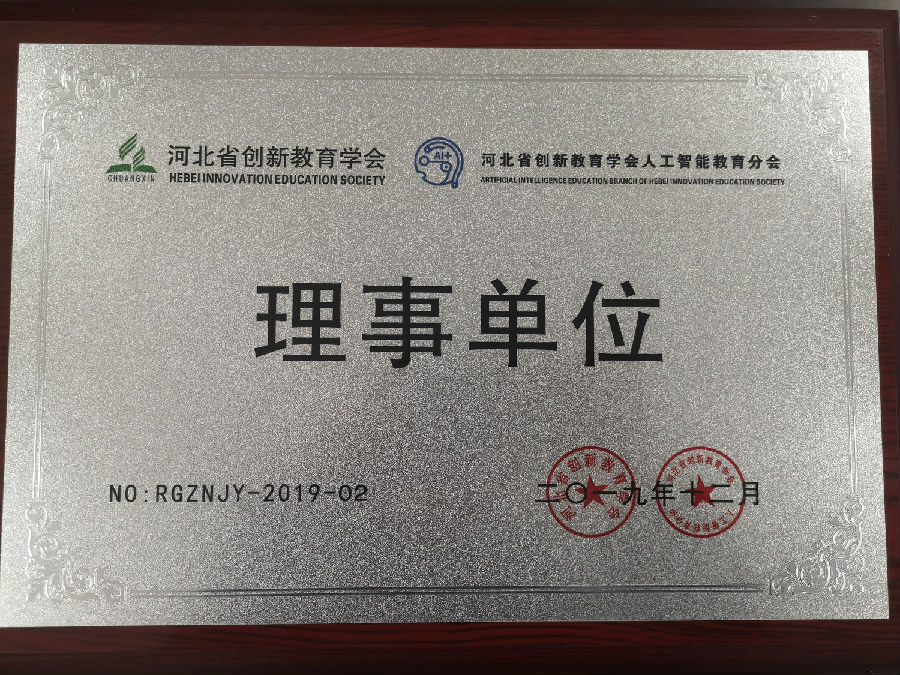 河北省创新教育学会
CHUANGXIN
HEBEI INNOVATION EDUCATION SOCIETY
AI+
河北省创新教育学会人工智能教育分会
ARTIFICIAL INTELLIGENCE EDUCATION BRANCH OF HEBEI INNOVATION EDUCATION SOCIETY
理事单位
NO:RGZNJY-2019-02
二〇一九年十二月